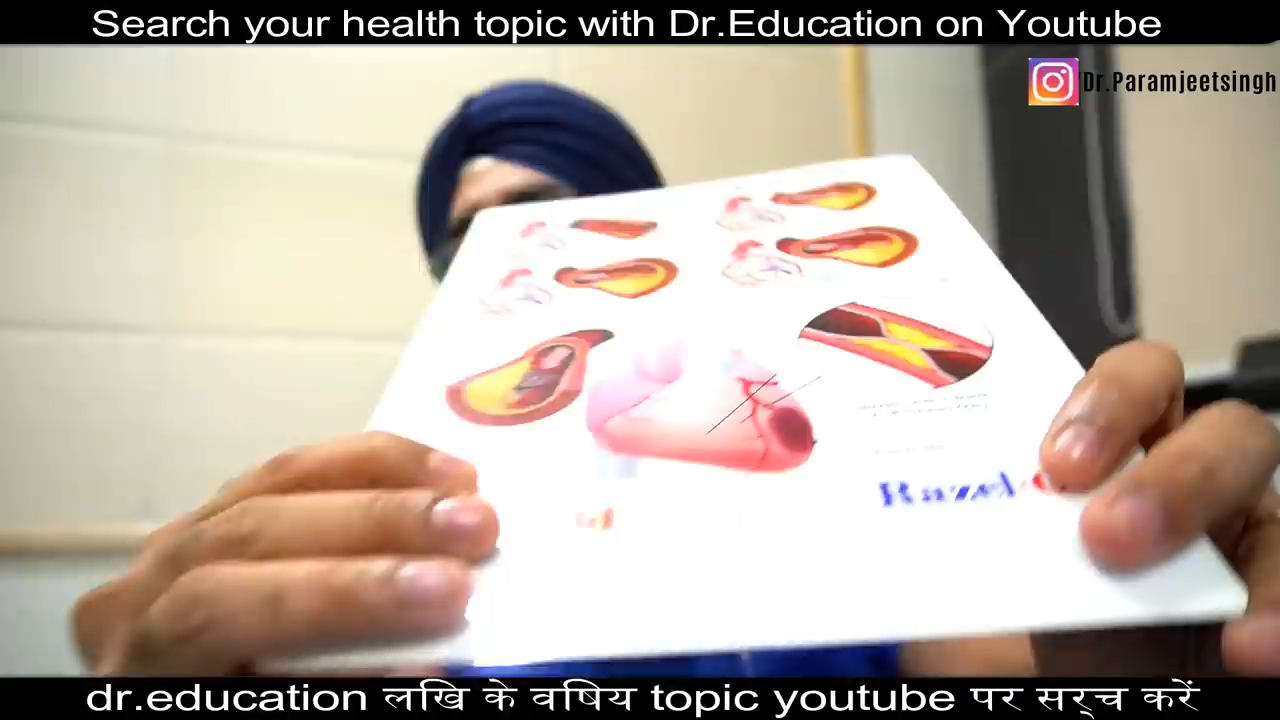 Search your health topic with Dr.Education on Youtube
Dr.Paramjeetsingh
Razel
dr.education लखि के वषिय topic youtube पर सर्च करें